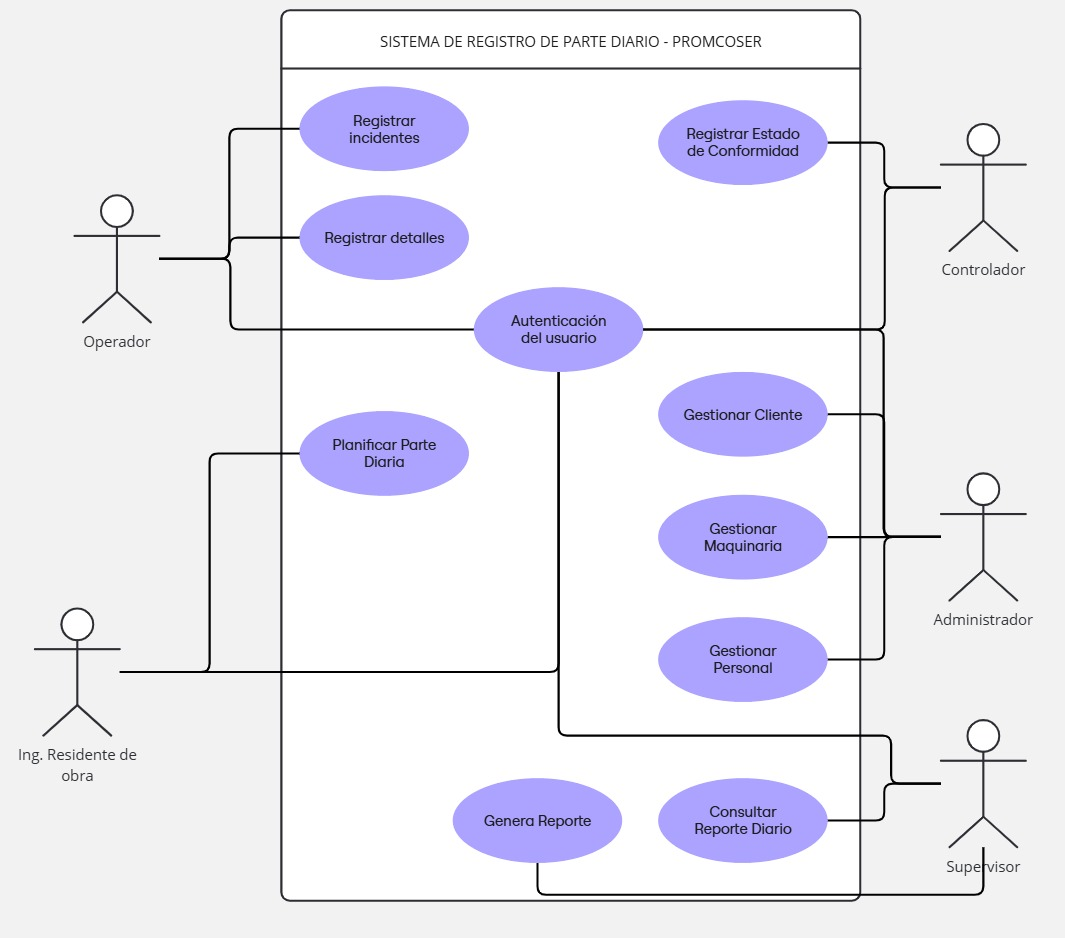 SISTEMA DE REGISTRO DE PARTE DIARIO - PROMCOSER
Registrar
incidentes
Registrar Estado
de Conformidad
Registrar detalles
Controlador
Autenticación
del usuario
Operador
Gestionar Cliente
Planificar Parte
Diaria
Gestionar
Maquinaria
Administrador
Gestionar
Personal
Ing. Residente de
obra
Genera Reporte
Consultar
Reporte Diario
Supervisor